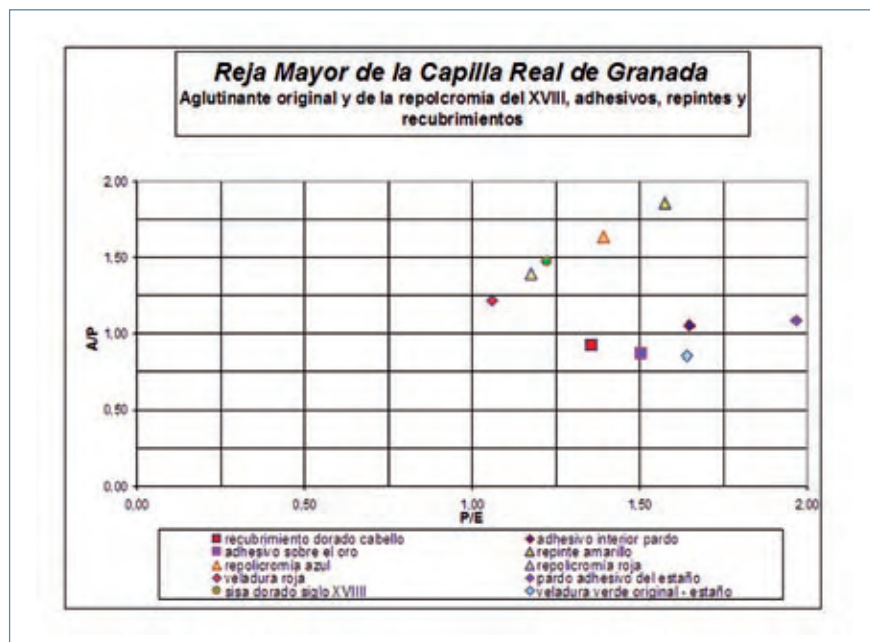 Reja Mayor de la Capilla Real de Granada
Aglutinante original y de la repolcromia del XVIII, adhesivos, repintes y
recubrimientos
2.00
1.50
A/P
1.00
0.50
0.00
0.00 0.50 1.00 1.50 2.00
P/E
recubrimiento dorado cabello adhesivo interior pardo
adhesivo sobre el oro repinte amarillo
repolicromía azul repolicromía roja
veladura roja pardo adhesivo del estaño
sisa dorado siglo XVIIII veladura verde original - estaño